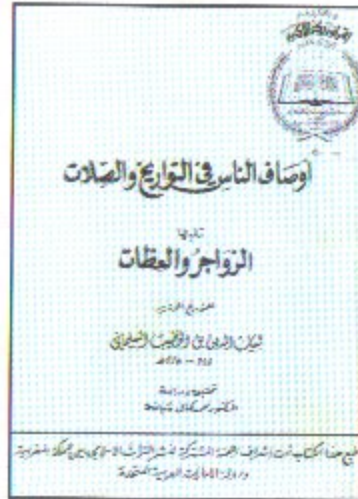 أوصاف الناس في التواريخ والصلات
تليها
الزواجر والعظات
لسان الدين بن الخطيب السلماني
تحقيق ودراسة
الدكتور محمد كمال شبانة
طبع هذا الكتاب تحت إشراف اللجنة المشتركة لنشر التراث الإسلامي بين المملكة المغربية
ودولة الإمارات العربية المتحدة